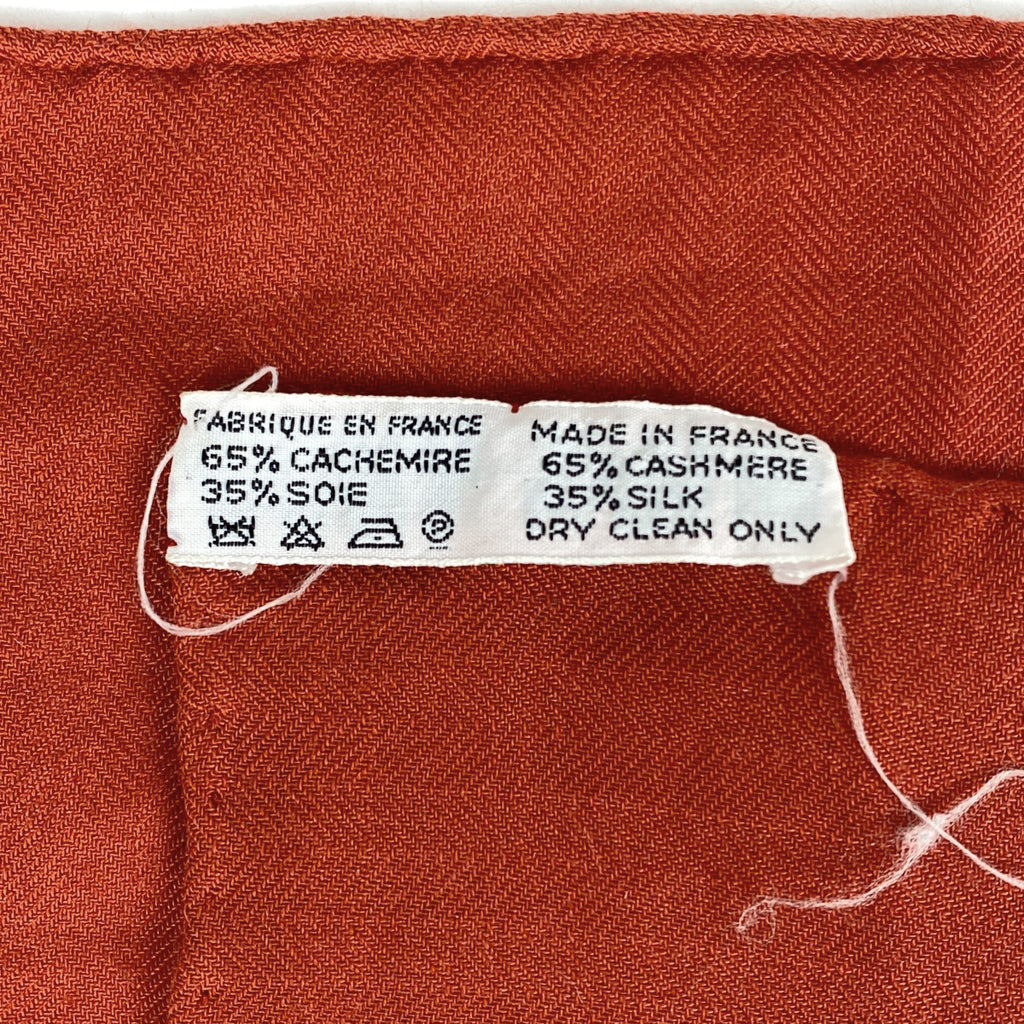 FABRIQUE EN FRANCE
65% CACHEMIRE
35% SOIE
P
MADE IN FRANCE
65% CASHMERE
35% SILK
DRY CLEAN ONLY